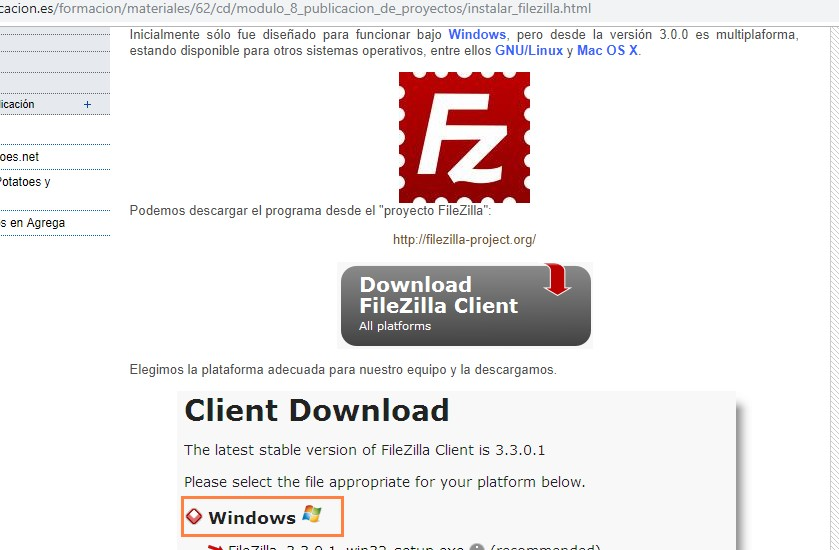 cacion.es/formacion/materiales/62/cd/modulo_8_publicacion_de_proyectos/instalar_filezilla.html
Inicialmente sólo fue diseñado para funcionar bajo Windows, pero desde la versión 3.0.0 es multiplaforma,
estando disponible para otros sistemas operativos, entre ellos GNU/Linux y Mac OS X.
licación +
oes.net
Potatoes y
s en Agrega
Fz
Podemos descargar el programa desde el "proyecto FileZilla":
http://filezilla-project.org/
Download
FileZilla Client
All platforms
Elegimos la plataforma adecuada para nuestro equipo y la descargamos.
Client Download
The latest stable version of FileZilla Client is 3.3.0.1
Please select the file appropriate for your platform below.
Windows
FileZilla_3.3.0.1_win32-setup.exe (recommended)